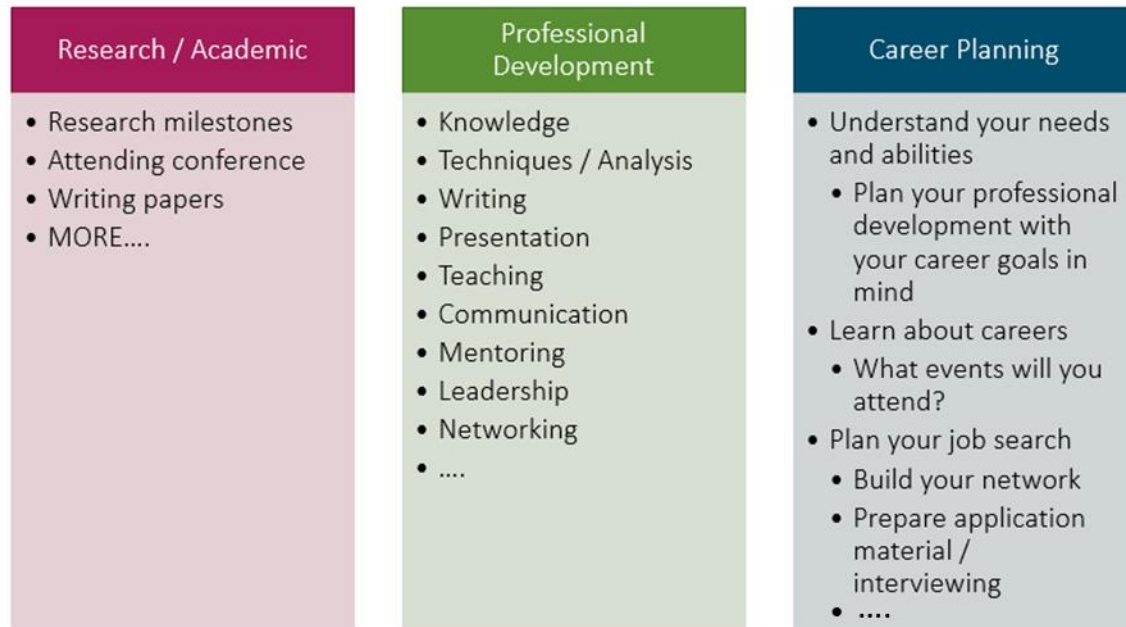 Research / Academic
• Research milestones
• Attending conference
• Writing papers
• MORE....
Professional
Development
• Knowledge
• Techniques / Analysis
• Writing
• Presentation
• Teaching
• Communication
• Mentoring
• Leadership
• Networking
• ....
Career Planning
• Understand your needs
and abilities
• Plan your professional
development with
your career goals in
mind
• Learn about careers
• What events will you
attend?
• Plan your job search
• Build your network
• Prepare application
material /
interviewing
• ....